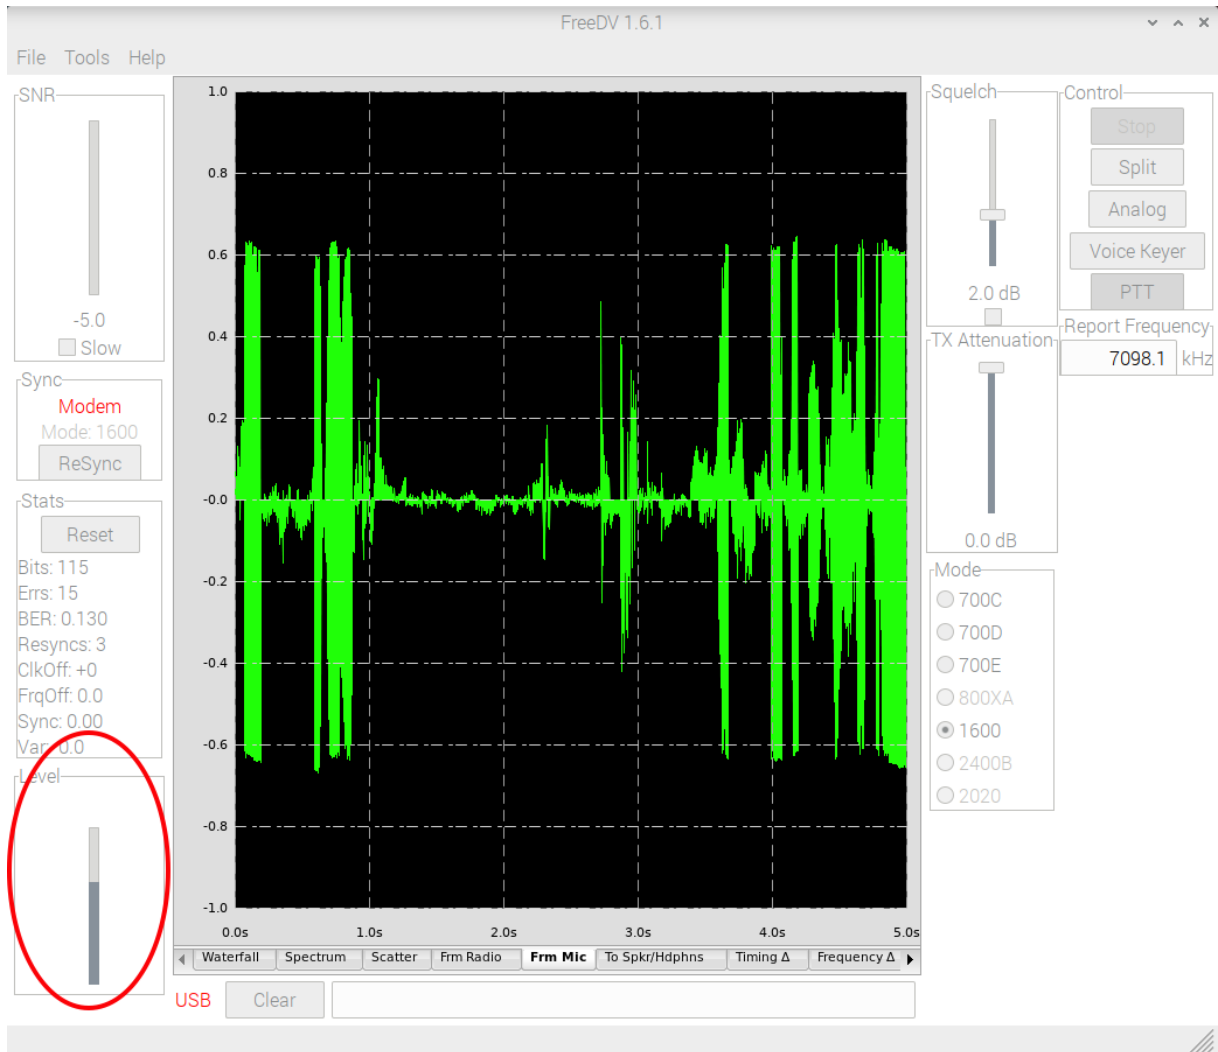 FreeDV 1.6.1
File Tools Help
SNR
-5.0
Slow
Sync
Modem
Mode: 1600
ReSync
Stats
Reset
Bits: 115
Errs: 15
BER: 0.130
Resyncs: 3
ClkOff: +0
FrqOff: 0.0
Sync: 0.00
Var: 0.0
Level
1.0
0.8
0.6
0.4
0.2
-0.0
-0.2
-0.4
-0.6
-0.8
-1.0
0.0s 1.0s 2.0s 3.0s 4.0s 5.0s
Waterfall Spectrum Scatter Frm Radio Frm Mic To Spkr/Hdphns Timing Δ Frequency Δ
USB Clear
Squelch
2.0 dB
TX Attenuation
0.0 dB
Mode
700C
700D
700E
800XA
1600
2400B
2020
Control
Stop
Split
Analog
Voice Keyer
PTT
Report Frequency
7098.1 kHz